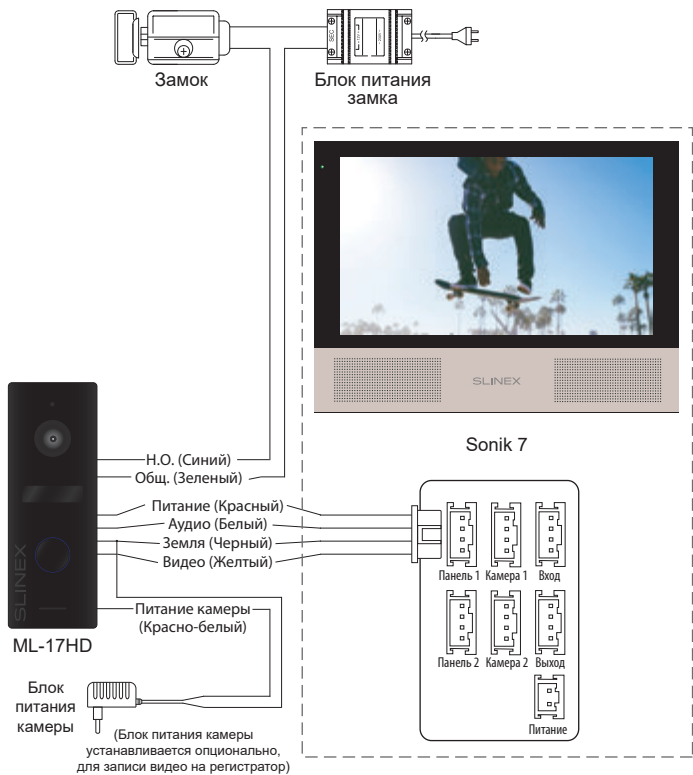 Замок
Блок питания
замка
SEC
SLINEX
Sonik 7
Н.О. (Синий)
Общ. (Зеленый)
Питание (Красный)
Аудио (Белый)
Земля (Черный)
Видео (Желтый)
Питание камеры
(Красно-белый)
SLINEX
ML-17HD
Панель 1 Камера 1 Вход
Панель 2 Камера 2 Выход
Питание
Блок
питания
камеры
(Блок питания камеры
устанавливается опционально,
для записи видео на регистратор)